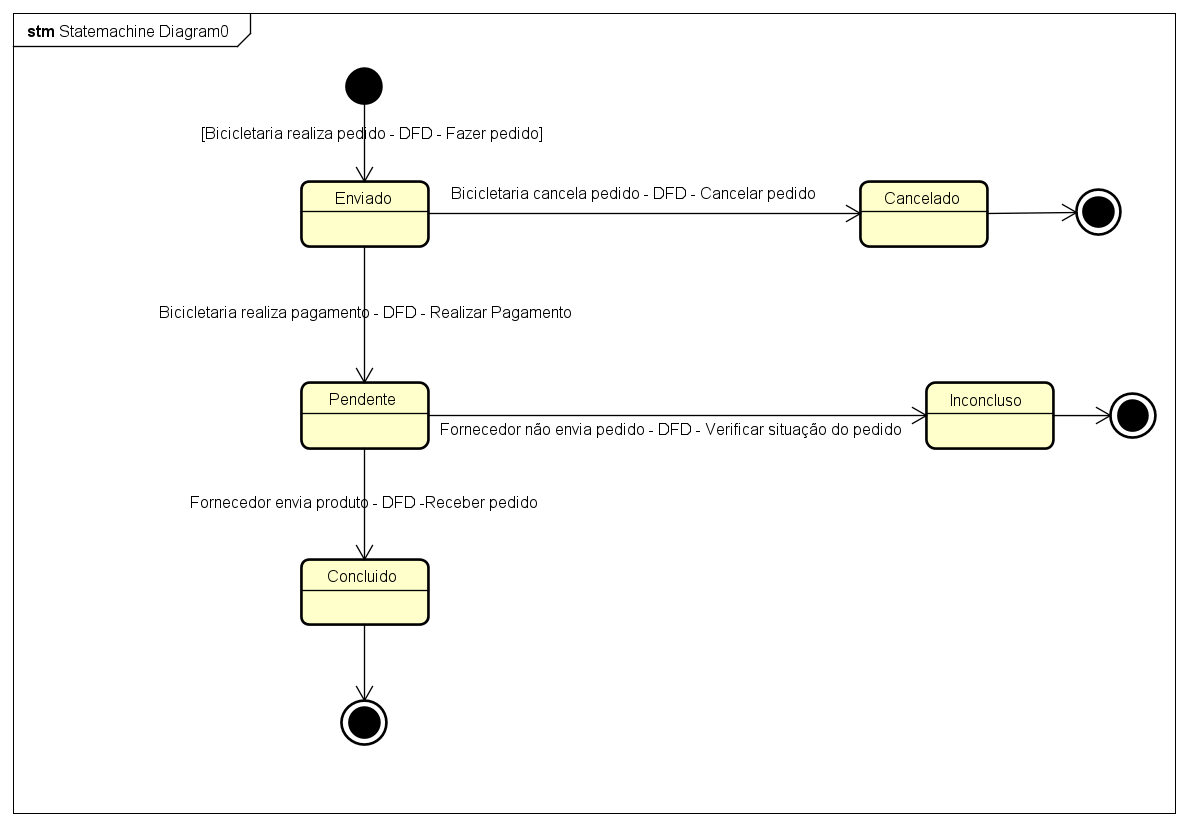 stm Statemachine Diagram0
[Bicicletaria realiza pedido - DFD - Fazer pedido]
Enviado
Bicicletaria cancela pedido - DFD - Cancelar pedido
Cancelado
Bicicletaria realiza pagamento - DFD - Realizar Pagamento
Pendente
Fornecedor não envia pedido - DFD - Verificar situação do pedido
Inconcluso
Fornecedor envia produto - DFD -Receber pedido
Concluido